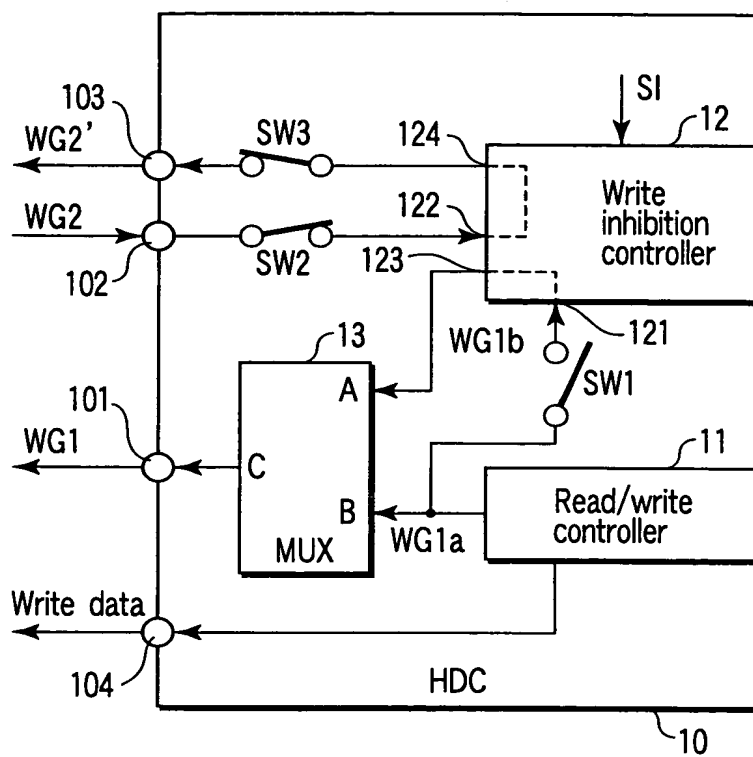 103
WG2'
SW3
124
SI
12
Write
inhibition
controller
WG2
122
SW2
123
102
121
WG1b
13
A
SW1
101
WG1
C
11
B
WG1a
Read/write
controller
MUX
Write data
104
HDC
10